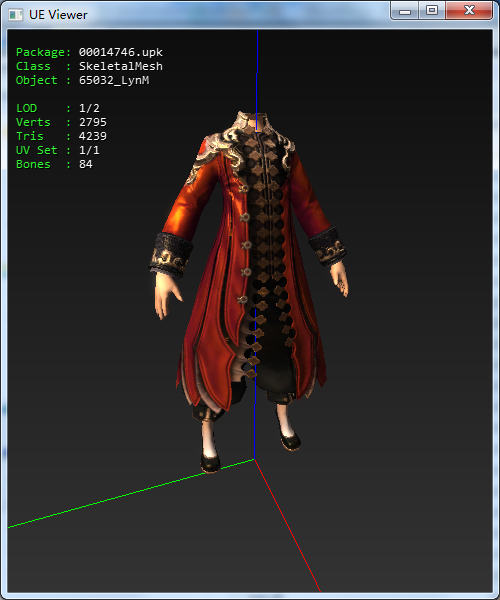 UE Viewer
Package: 00014746.upk
Class : SkeletalMesh
Object : 65032_LynM
LOD : 1/2
Verts : 2795
Tris : 4239
UV Set : 1/1
Bones : 84